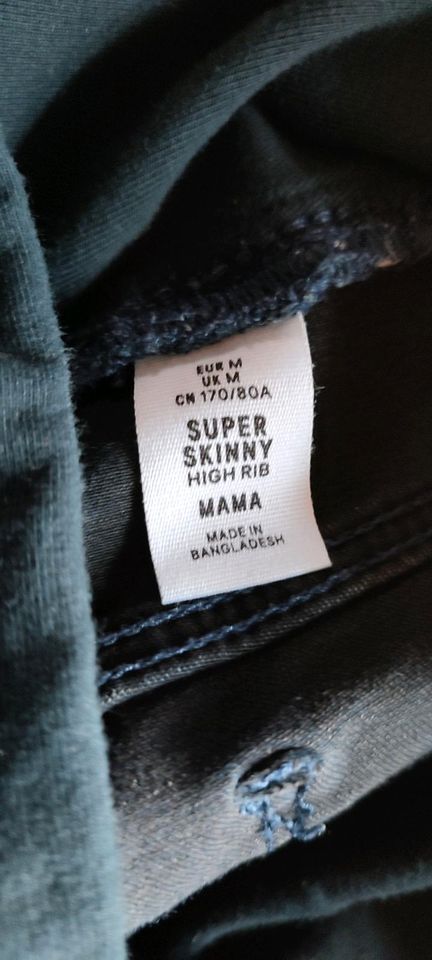 EUR M
UK M
CN 170/80A
SUPER
SKINNY
HIGH RIB
MAMA
MADE IN
BANGLADESH